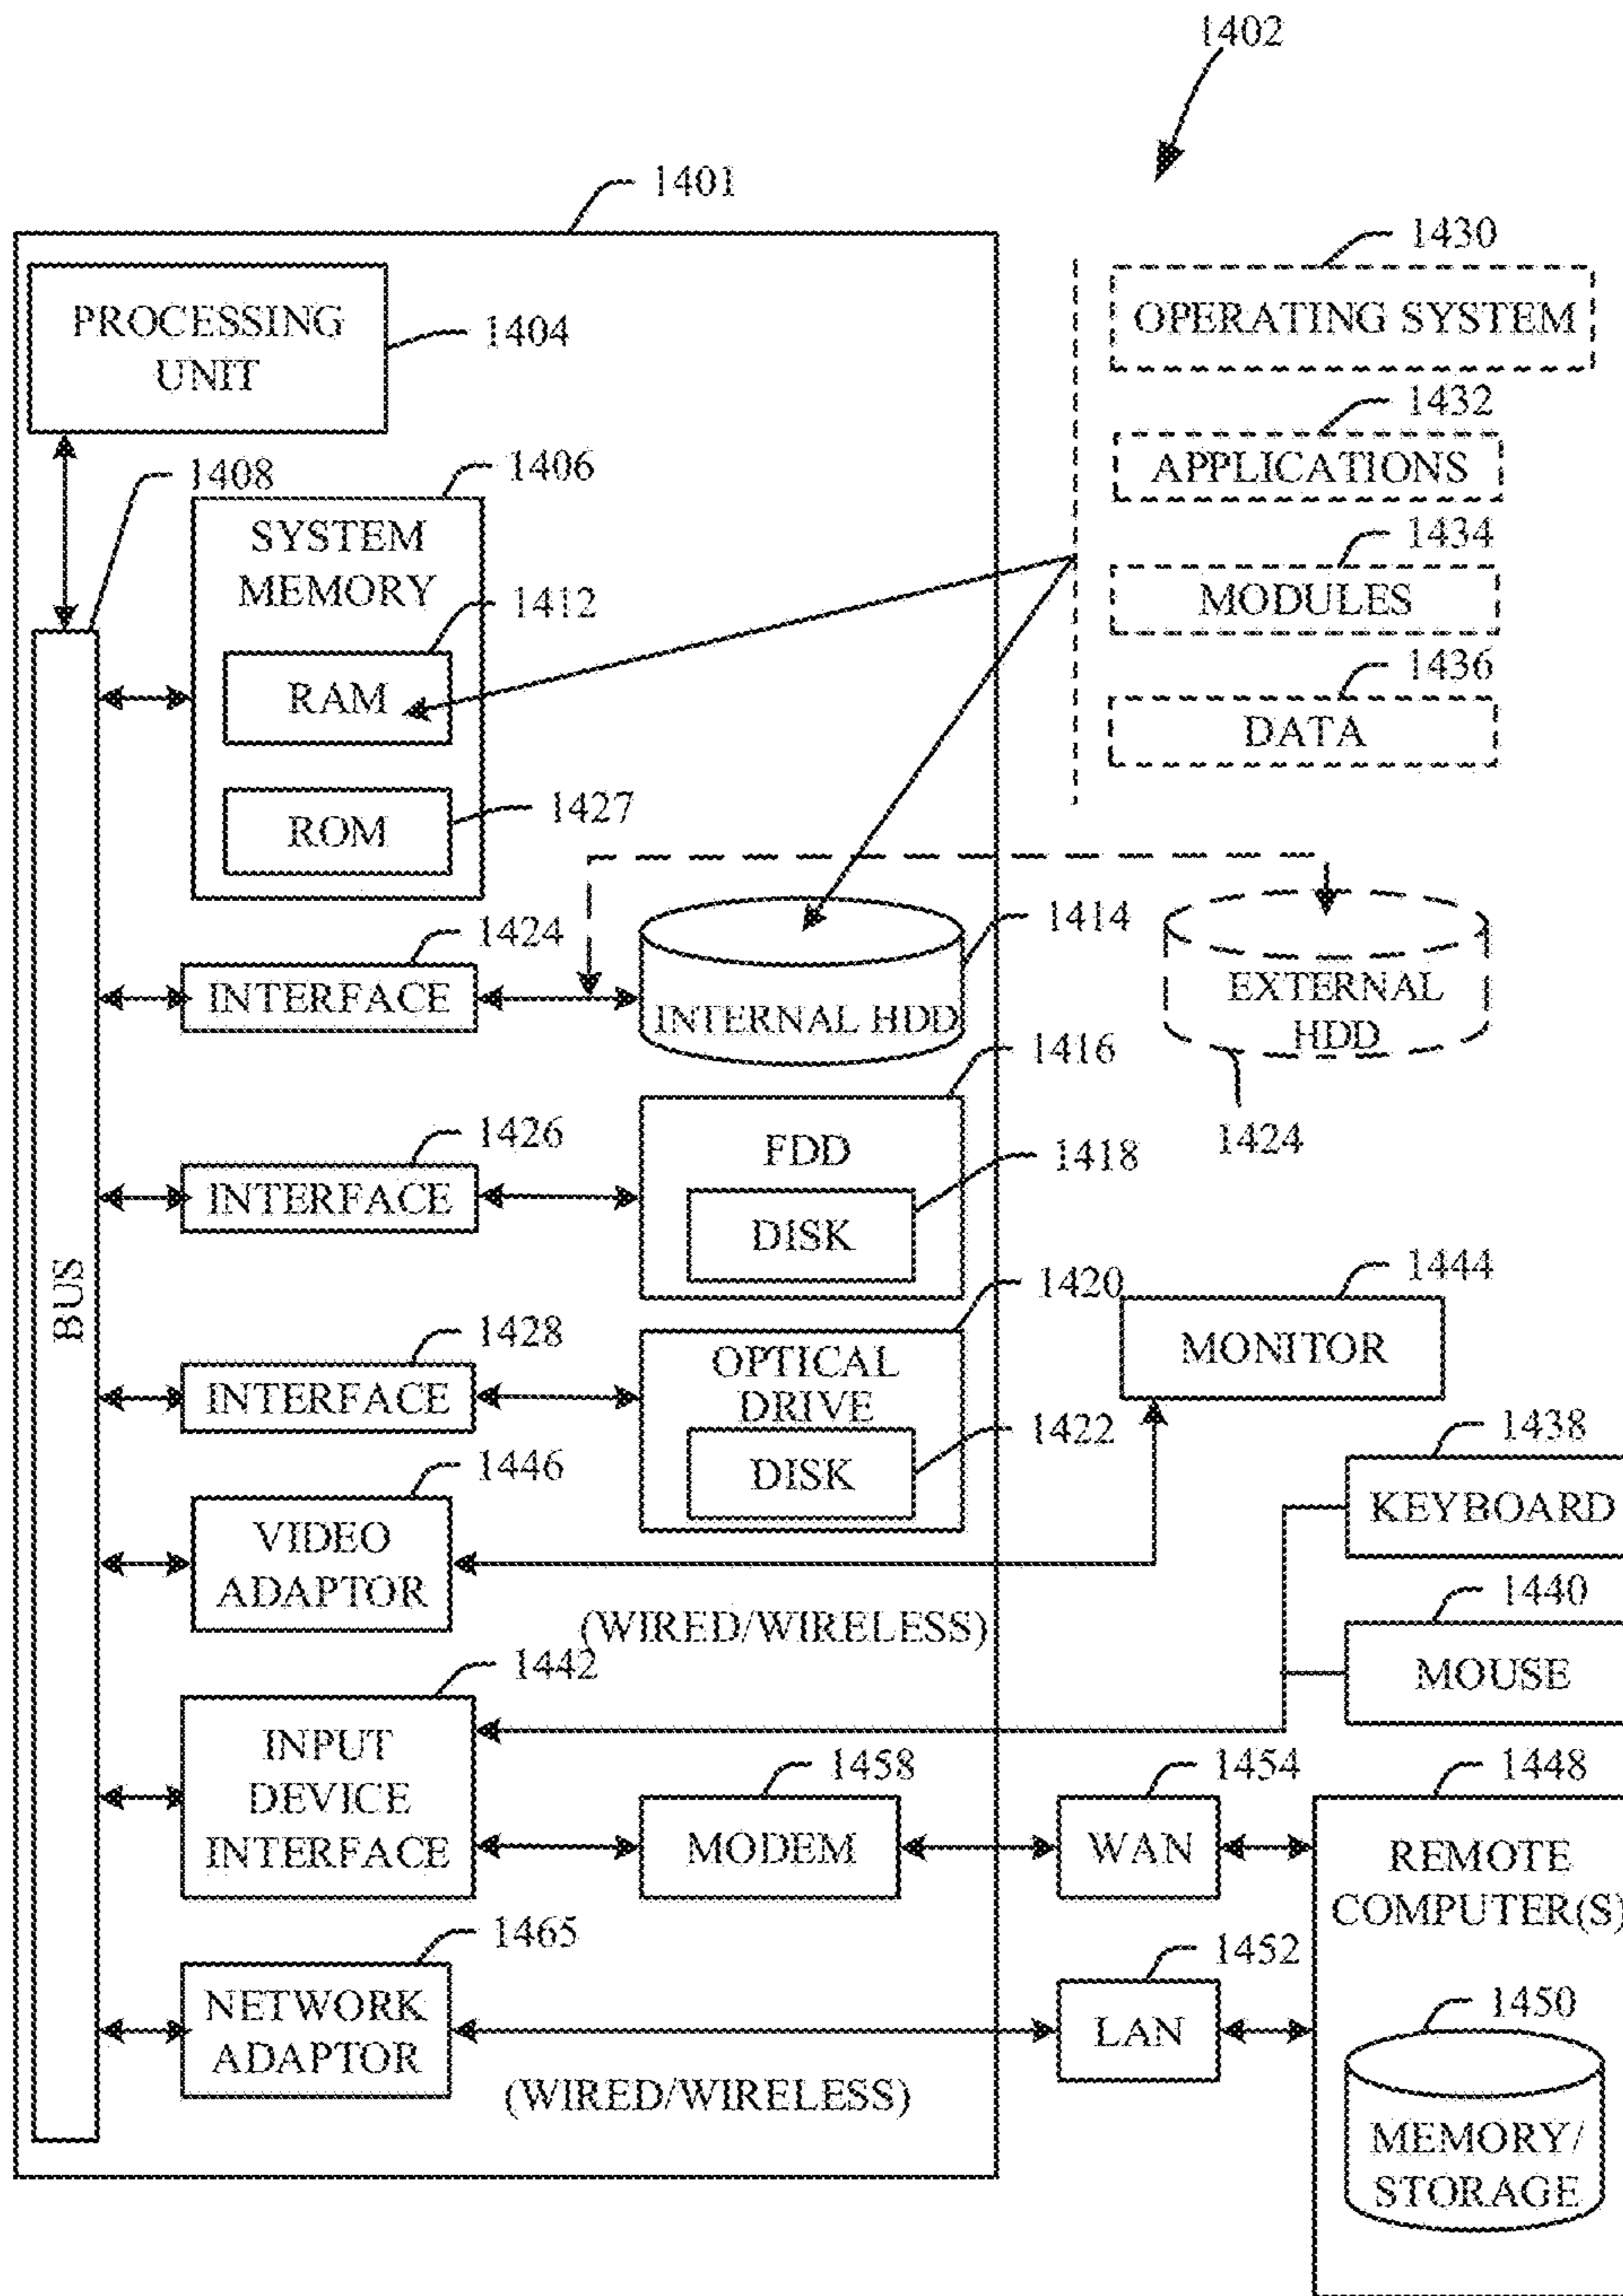 1402
1401
PROCESSING
UNIT
1404
1430
OPERATING SYSTEM
1432
APPLICATIONS
1434
MODULES
1436
DATA
1408
1406
SYSTEM
MEMORY
1412
RAM
1427
ROM
BUS
1424
INTERFACE
1414
INTERNAL HDD
EXTERNAL
HDD
1424
1426
INTERFACE
1416
FDD
1418
DISK
1428
INTERFACE
1420
OPTICAL
DRIVE
1422
DISK
1444
MONITOR
1446
VIDEO
ADAPTOR
(WIRED/WIRELESS)
1438
KEYBOARD
1440
MOUSE
1442
INPUT
DEVICE
INTERFACE
1458
MODEM
1454
WAN
1448
REMOTE
COMPUTER(S)
1465
NETWORK
ADAPTOR
(WIRED/WIRELESS)
1452
LAN
1450
MEMORY/
STORAGE